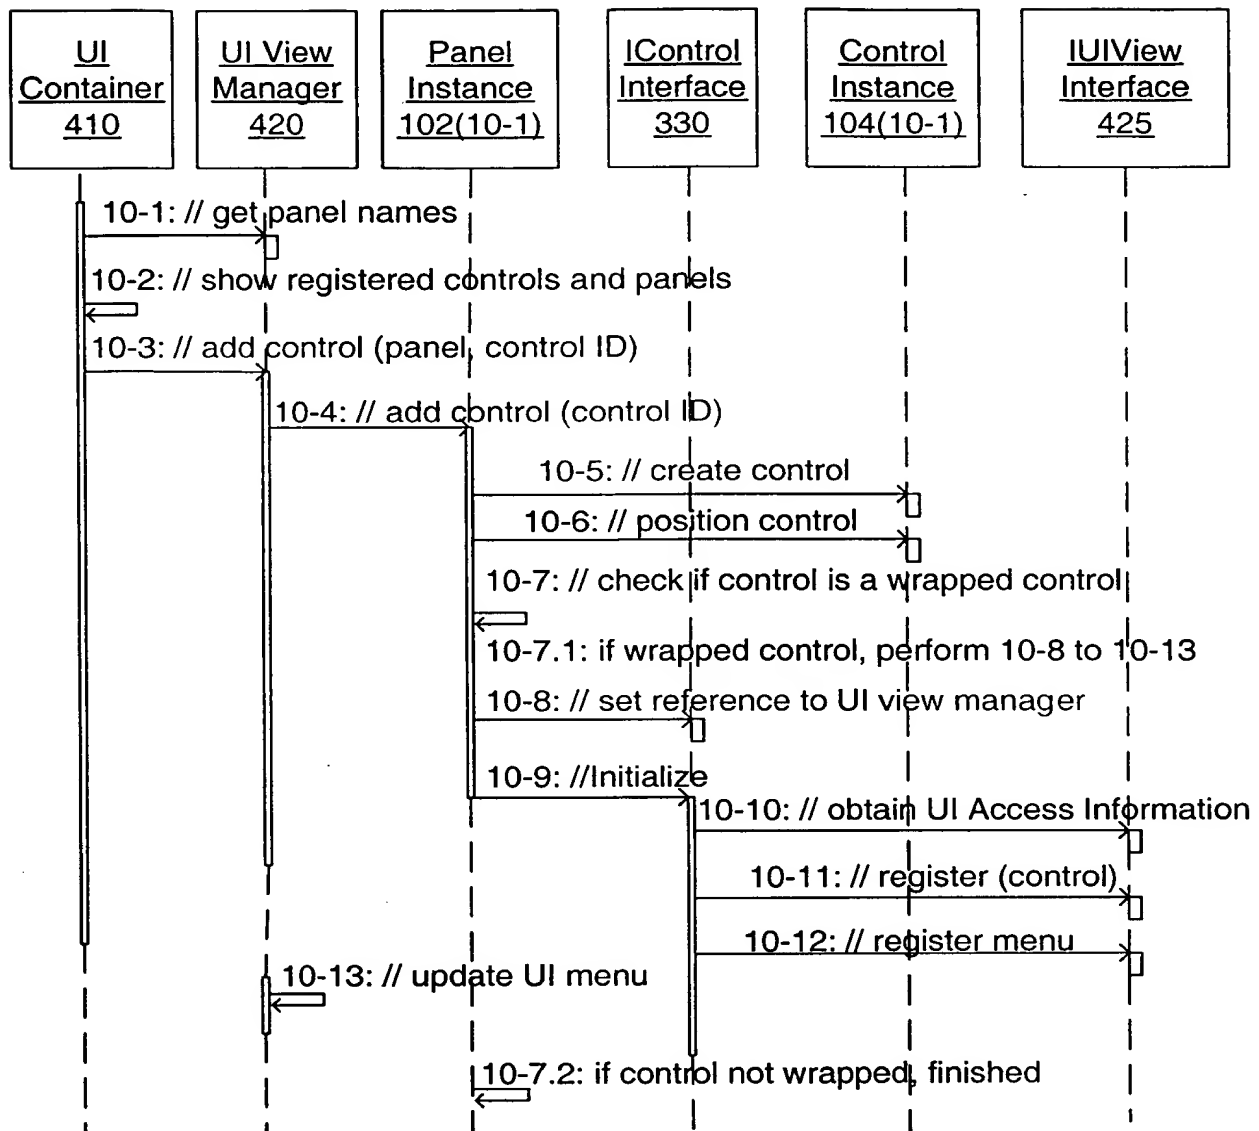 UI
Container
410
UI View
Manager
420
Panel
Instance
102(10-1)
IControl
Interface
330
Control
Instance
104(10-1)
IUIView
Interface
425
10-1: // get panel names
10-2: // show registered controls and panels
10-3: // add control (panel, control ID)
10-4: // add control (control ID)
10-5: // create control
10-6: // position control
10-7: // check if control is a wrapped control
10-7.1: if wrapped control, perform 10-8 to 10-13
10-8: // set reference to UI view manager
10-9: //Initialize
10-10: // obtain UI Access Information
10-11: // register (control)
10-12: // register menu
10-13: // update UI menu
10-7.2: if control not wrapped, finished